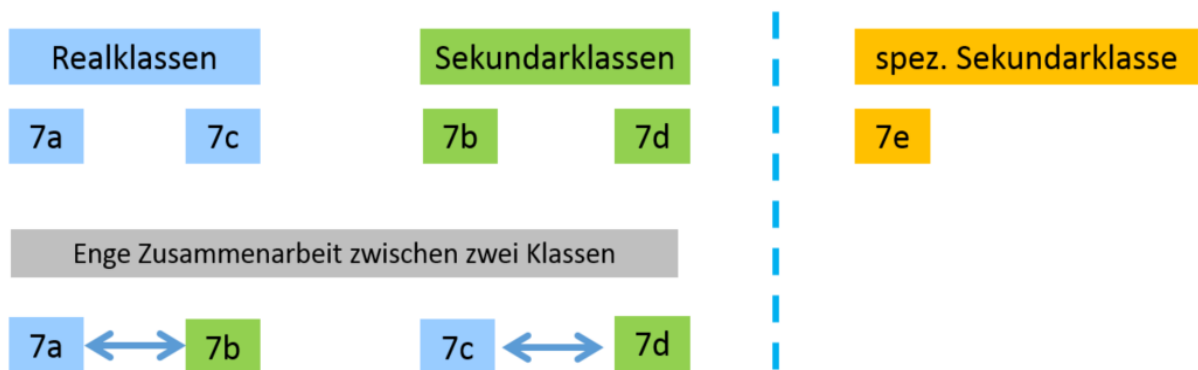 Realklassen
Sekundarklassen
spez. Sekundarklasse
7a
7c
7b
7d
7e
Enge Zusammenarbeit zwischen zwei Klassen
7a
7b
7c
7d